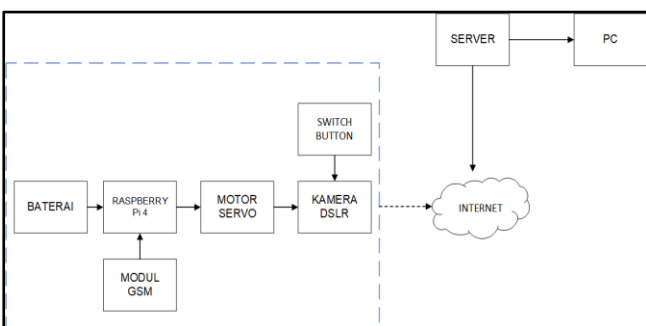 SERVER
PC
SWITCH
BUTTON
BATERAI
RASPBERRY
Pi 4
MOTOR
SERVO
KAMERA
DSLR
INTERNET
MODUL
GSM